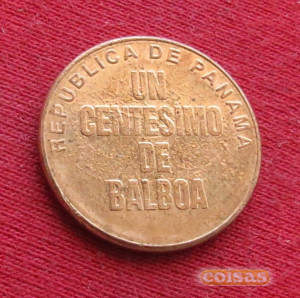 REPUBLICA DE PANAMA
UN
CENTESIMO
DE
BALBOA
coisas